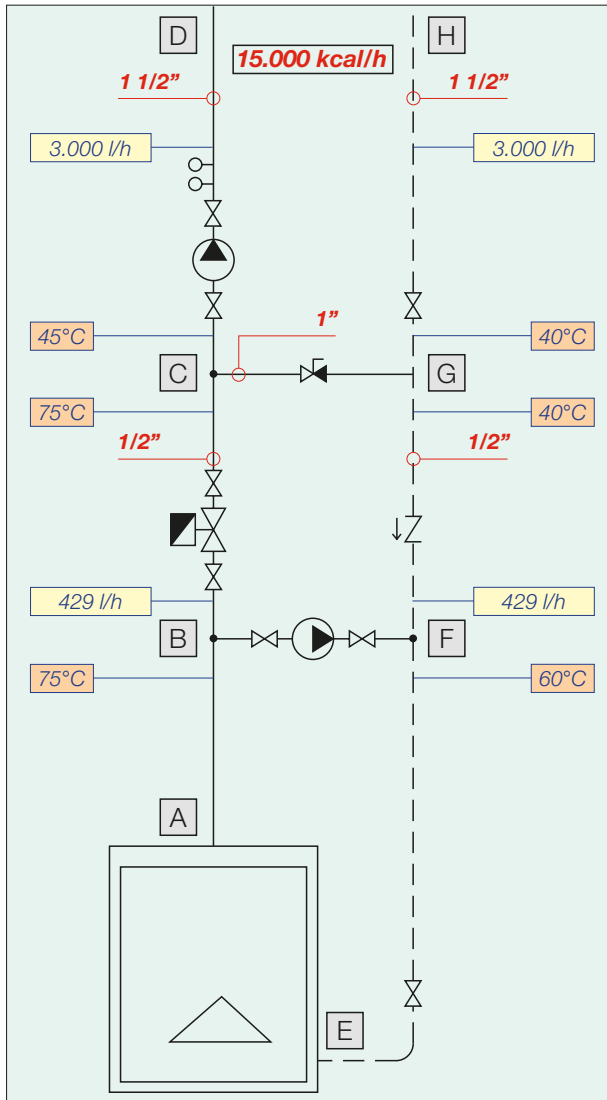 D
H
15.000 kcal/h
1 1/2”
1 1/2”
3.000 l/h
3.000 l/h
1”
45°C
40°C
C
G
75°C
40°C
1/2”
1/2”
429 l/h
429 l/h
B
F
75°C
60°C
A
E